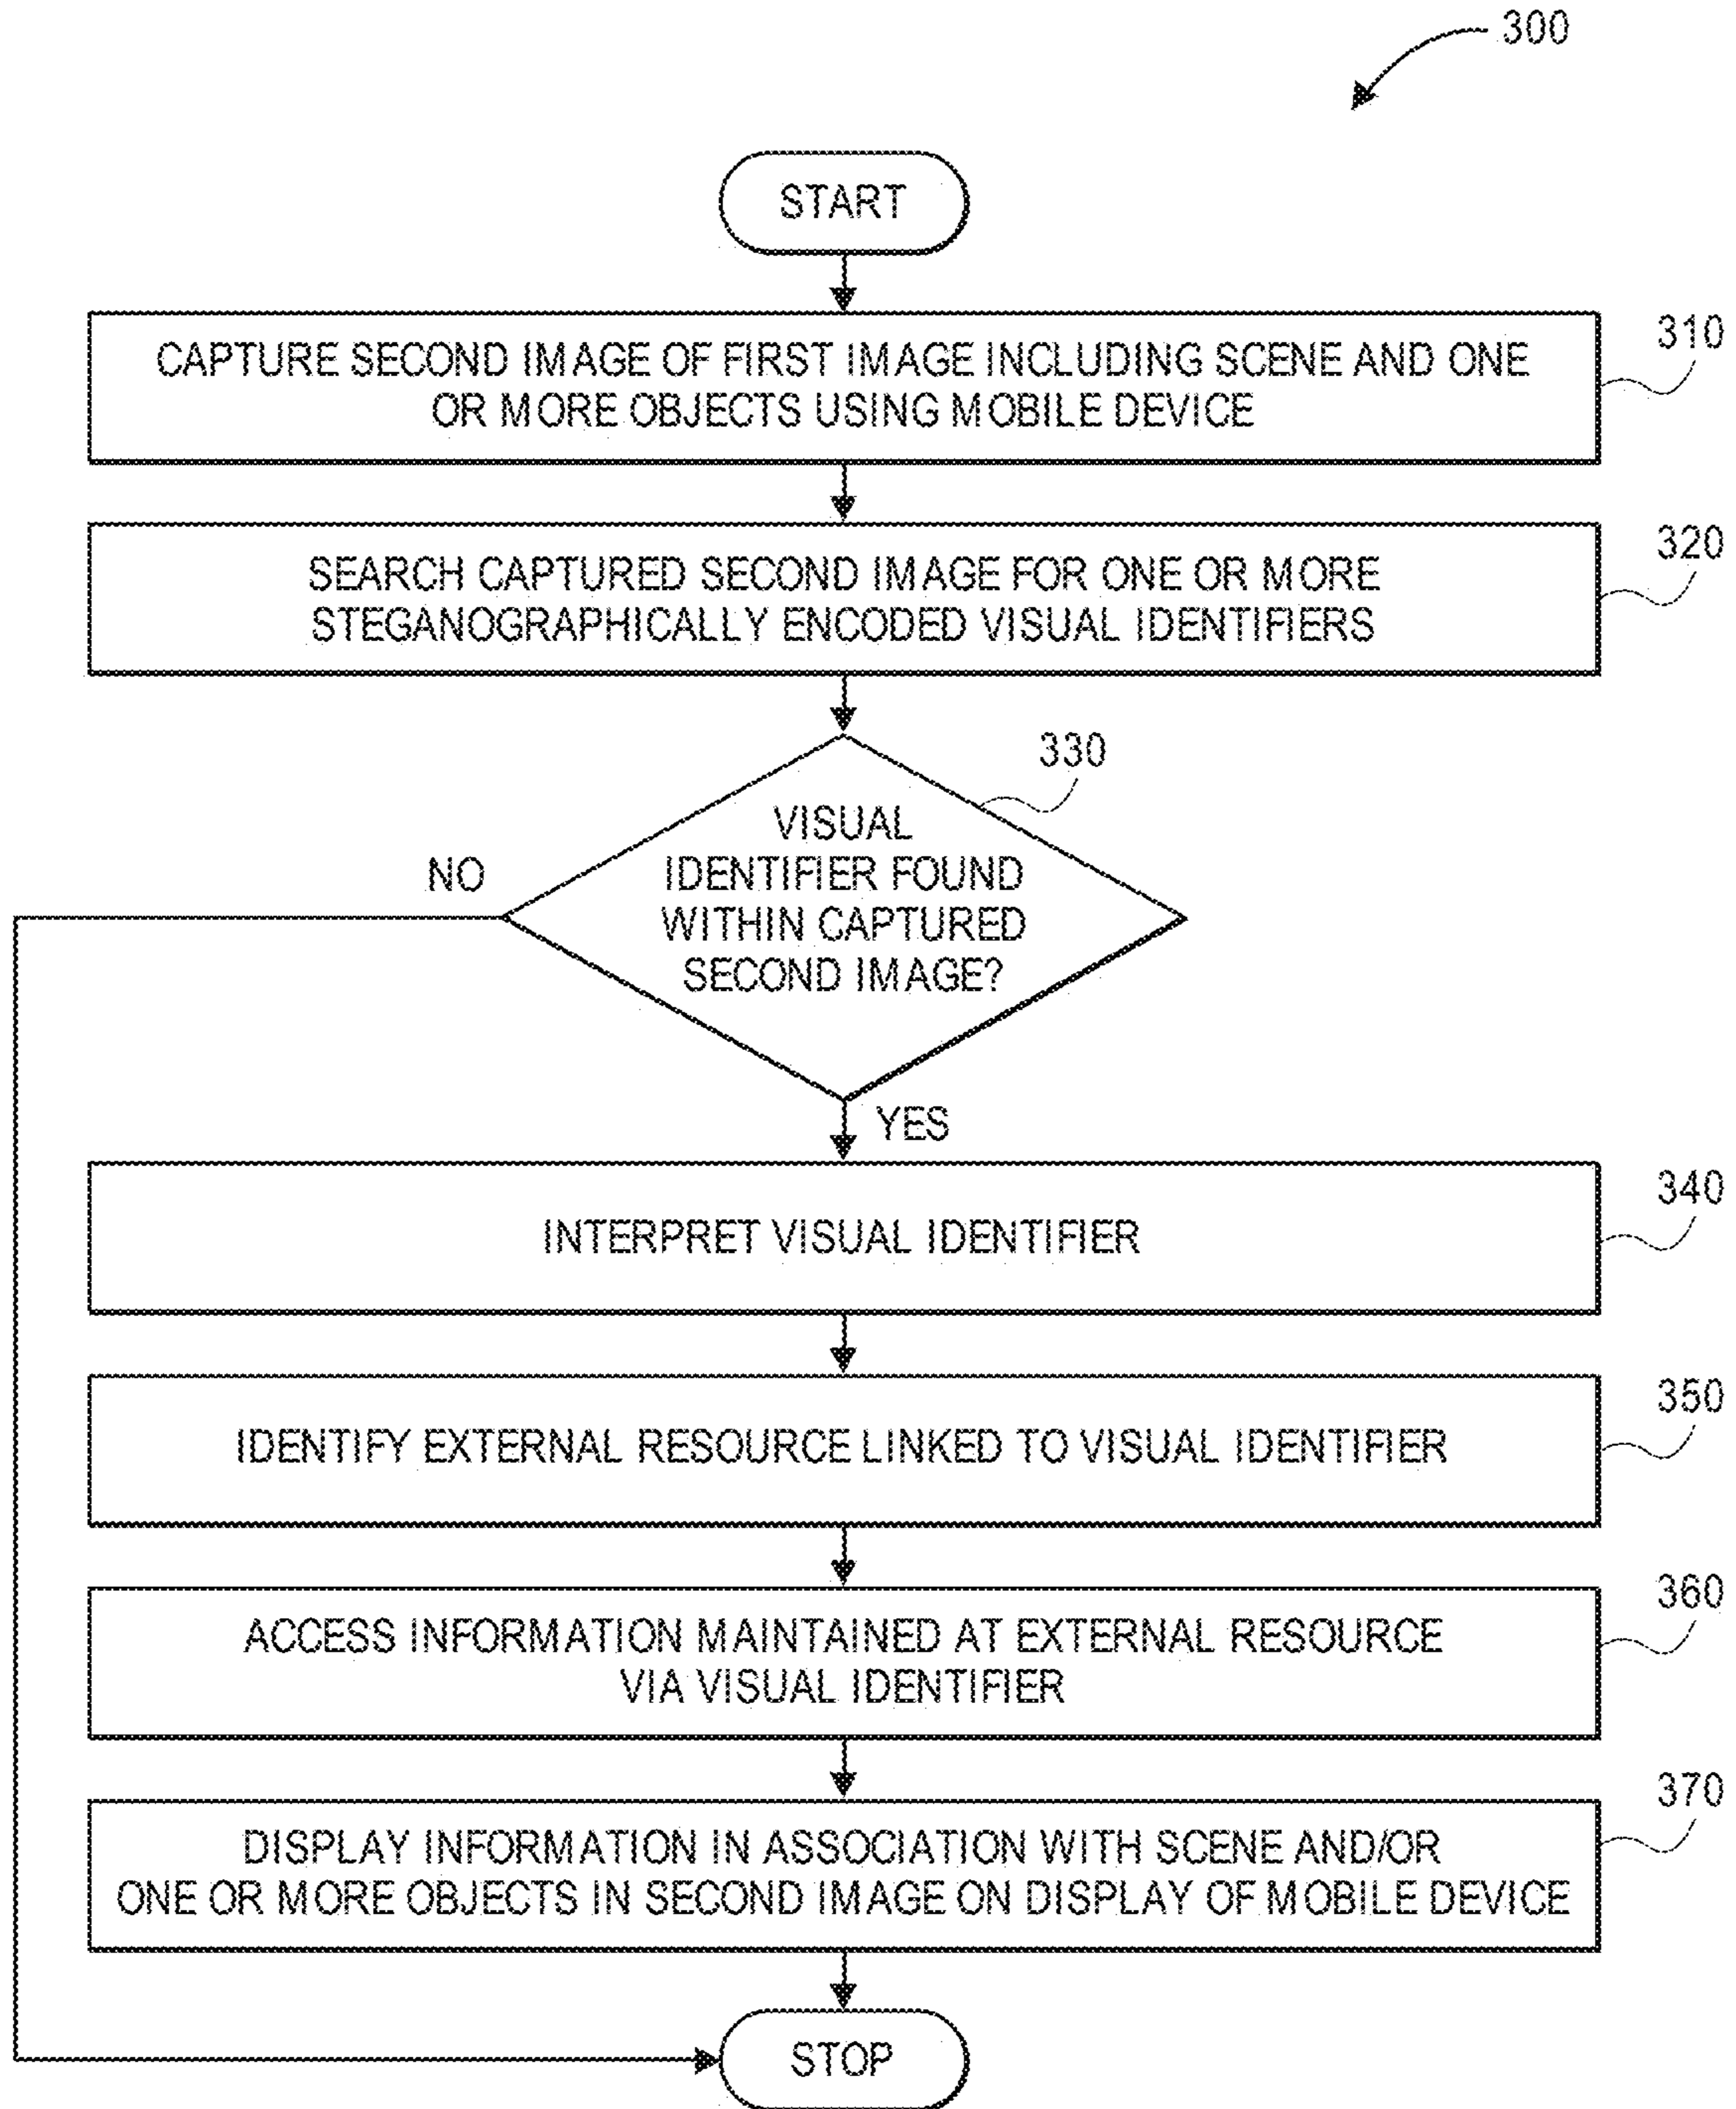 300
START
CAPTURE SECOND IMAGE OF FIRST IMAGE INCLUDING SCENE AND ONE
OR MORE OBJECTS USING MOBILE DEVICE
310
SEARCH CAPTURED SECOND IMAGE FOR ONE OR MORE
STEGANOGRAPHICALLY ENCODED VISUAL IDENTIFIERS
320
330
VISUAL
IDENTIFIER FOUND
WITHIN CAPTURED
SECOND IMAGE?
NO
YES
INTERPRET VISUAL IDENTIFIER
340
IDENTIFY EXTERNAL RESOURCE LINKED TO VISUAL IDENTIFIER
350
ACCESS INFORMATION MAINTAINED AT EXTERNAL RESOURCE
VIA VISUAL IDENTIFIER
360
DISPLAY INFORMATION IN ASSOCIATION WITH SCENE AND/OR
ONE OR MORE OBJECTS IN SECOND IMAGE ON DISPLAY OF MOBILE DEVICE
370
STOP